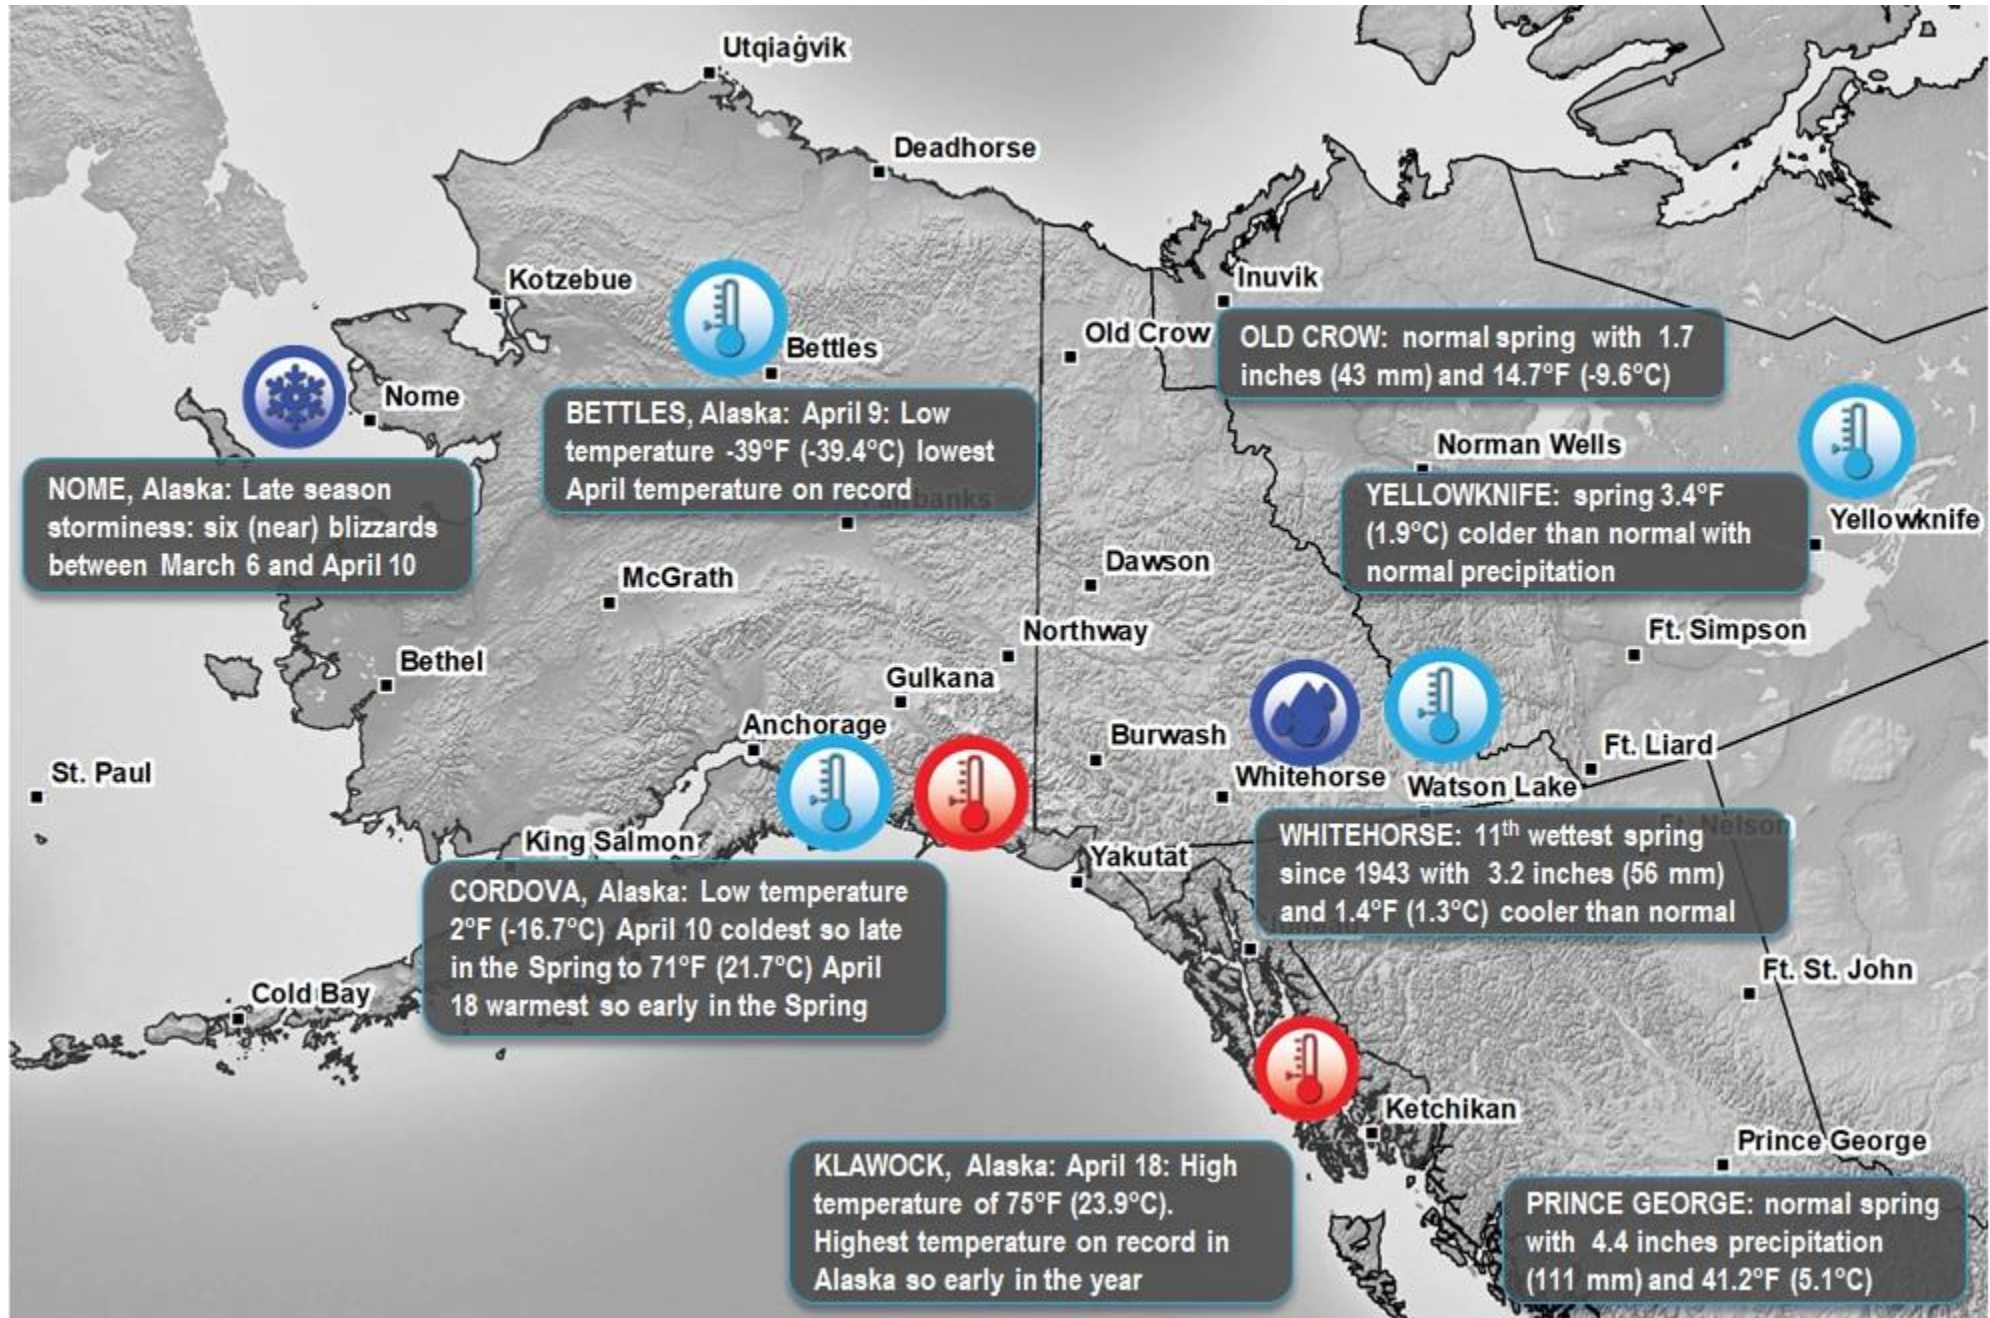 Utqiaġvik
Deadhorse
Kotzebue
Inuvik
Old Crow
Bettles
Nome
OLD CROW: normal spring with 1.7
inches (43 mm) and 14.7°F (-9.6°C)
BETTLES, Alaska: April 9: Low
temperature -39°F (-39.4°C) lowest
April temperature on record
Norman Wells
NOME, Alaska: Late season
storminess: six (near) blizzards
between March 6 and April 10
YELLOWKNIFE: spring 3.4°F
(1.9°C) colder than normal with
normal precipitation
Yellowknife
McGrath
Dawson
Northway
Ft. Simpson
Bethel
Gulkana
Anchorage
Burwash
Ft. Liard
St. Paul
Whitehorse
Watson Lake
King Salmon
Yakutat
Ft. Nelson
WHITEHORSE: 11th wettest spring
since 1943 with 3.2 inches (56 mm)
and 1.4°F (1.3°C) cooler than normal
CORDOVA, Alaska: Low temperature
2°F (-16.7°C) April 10 coldest so late
in the Spring to 71°F (21.7°C) April
18 warmest so early in the Spring
Cold Bay
Ft. St. John
Ketchikan
Prince George
KLAWOCK, Alaska: April 18: High
temperature of 75°F (23.9°C).
Highest temperature on record in
Alaska so early in the year
PRINCE GEORGE: normal spring
with 4.4 inches precipitation
(111 mm) and 41.2°F (5.1°C)